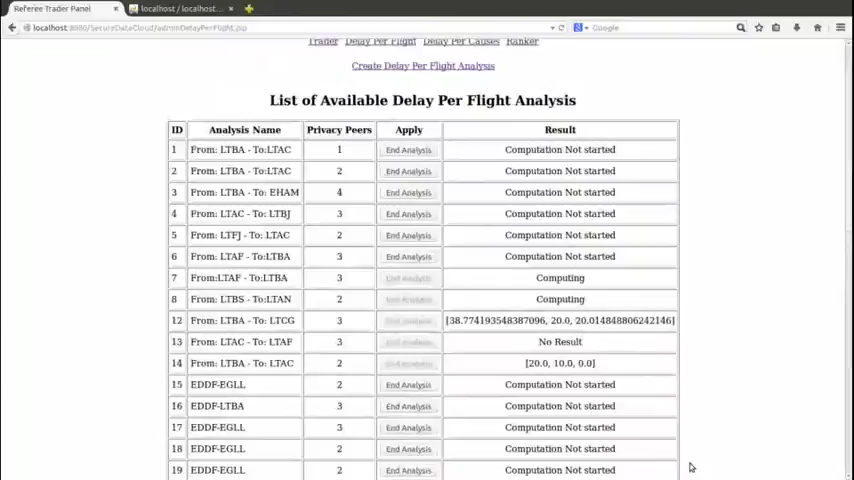 Referee Trader Panel
localhost / localhost...
localhost:8080/SecureDataCloud/adminDelayPerFlight.jsp
Google
Trader Delay Per Flight Delay Per Causes Ranker
Create Delay Per Flight Analysis
List of Available Delay Per Flight Analysis
ID Analysis Name Privacy Peers Apply Result
1 From: LTBA - To:LTAC 1 End Analysis Computation Not started
2 From: LTBA - To:LTAC 2 End Analysis Computation Not started
3 From: LTBA - To: EHAM 4 End Analysis Computation Not started
4 From: LTAC - To: LTBJ 3 End Analysis Computation Not started
5 From: LTFJ - To: LTAC 2 End Analysis Computation Not started
6 From: LTAF - To:LTBA 3 End Analysis Computation Not started
7 From:LTAF - To:LTBA 3 End Analysis Computing
8 From: LTBS - To:LTAN 2 End Analysis Computing
12 From: LTBA - To: LTCG 3 End Analysis [38.774193548387096, 20.0, 20.014848806242146]
13 From: LTAC - To: LTAF 3 End Analysis No Result
14 From: LTBA - To: LTAC 2 End Analysis [20.0, 10.0, 0.0]
15 EDDF-EGLL 2 End Analysis Computation Not started
16 EDDF-LTBA 3 End Analysis Computation Not started
17 EDDF-EGLL 3 End Analysis Computation Not started
18 EDDF-EGLL 2 End Analysis Computation Not started
19 EDDF-EGLL 2 End Analysis Computation Not started